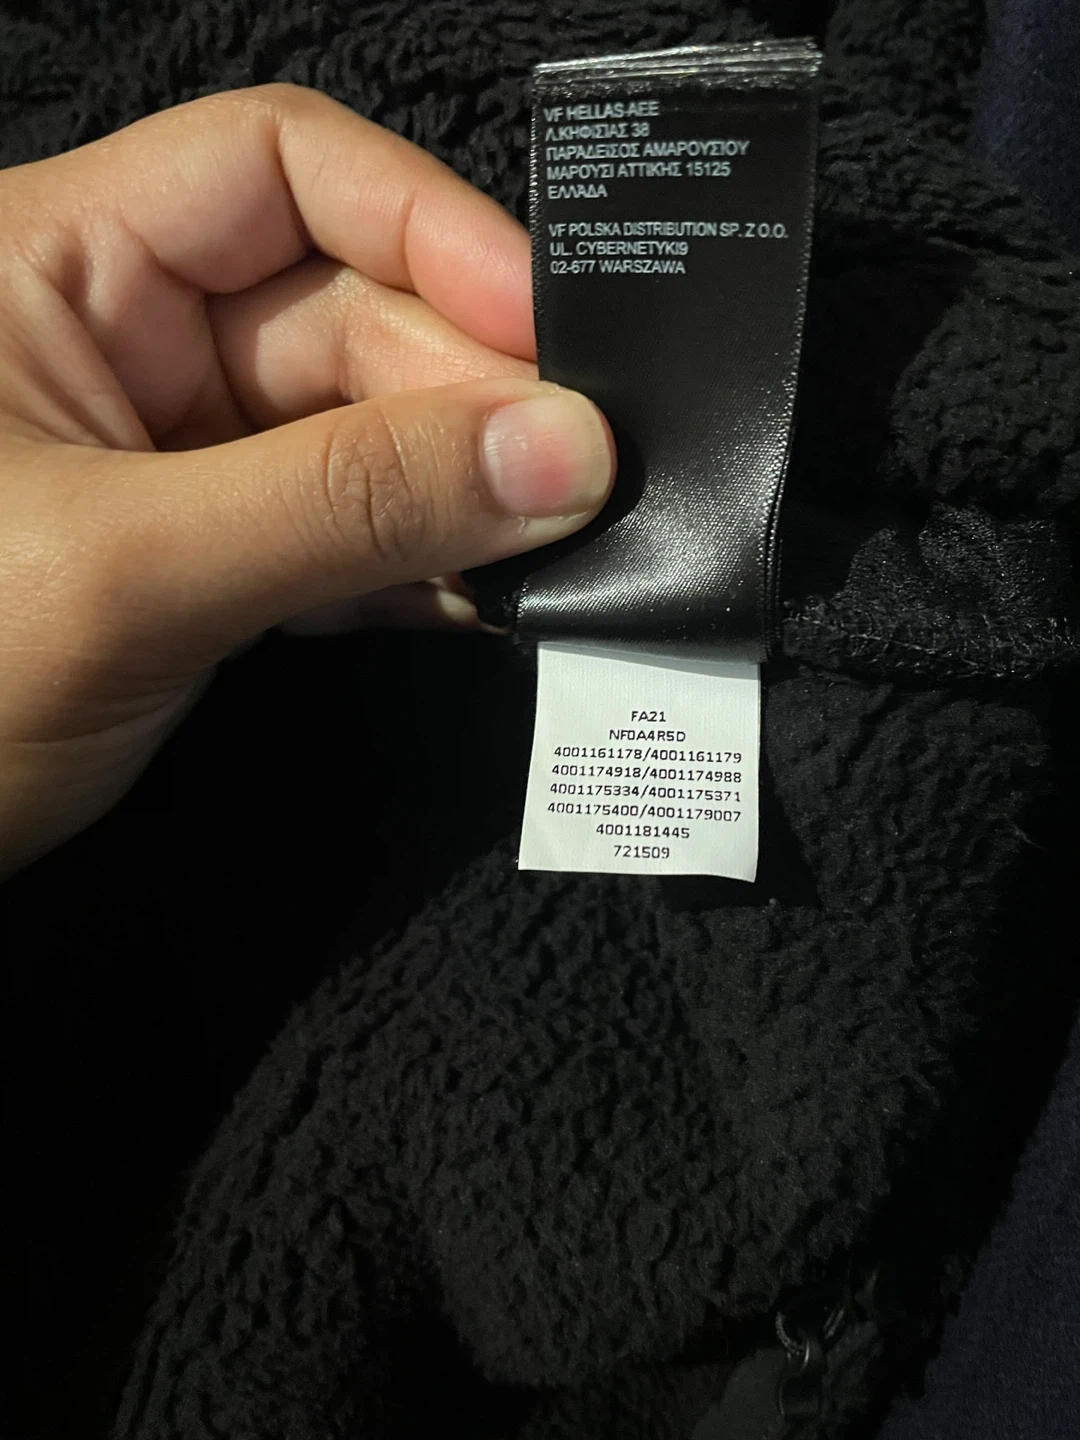 VF HELLAS AEE
Λ.ΚΗΦΙΣΙΑΣ 38
ΠΑΡΑΔΕΙΣΟΣ ΑΜΑΡΟΥΣΙΟΥ
ΜΑΡΟΥΣΙ ΑΤΤΙΚΗΣ 15125
ΕΛΛΑΔΑ
VF POLSKA DISTRIBUTION SP. Z O.O.
UL. CYBERNETYKI9
02-677 WARSZAWA
FA21
NF0A4R5D
4001161178/4001161179
4001174918/4001174988
4001175334/4001175371
4001175400/4001179007
4001181445
721509